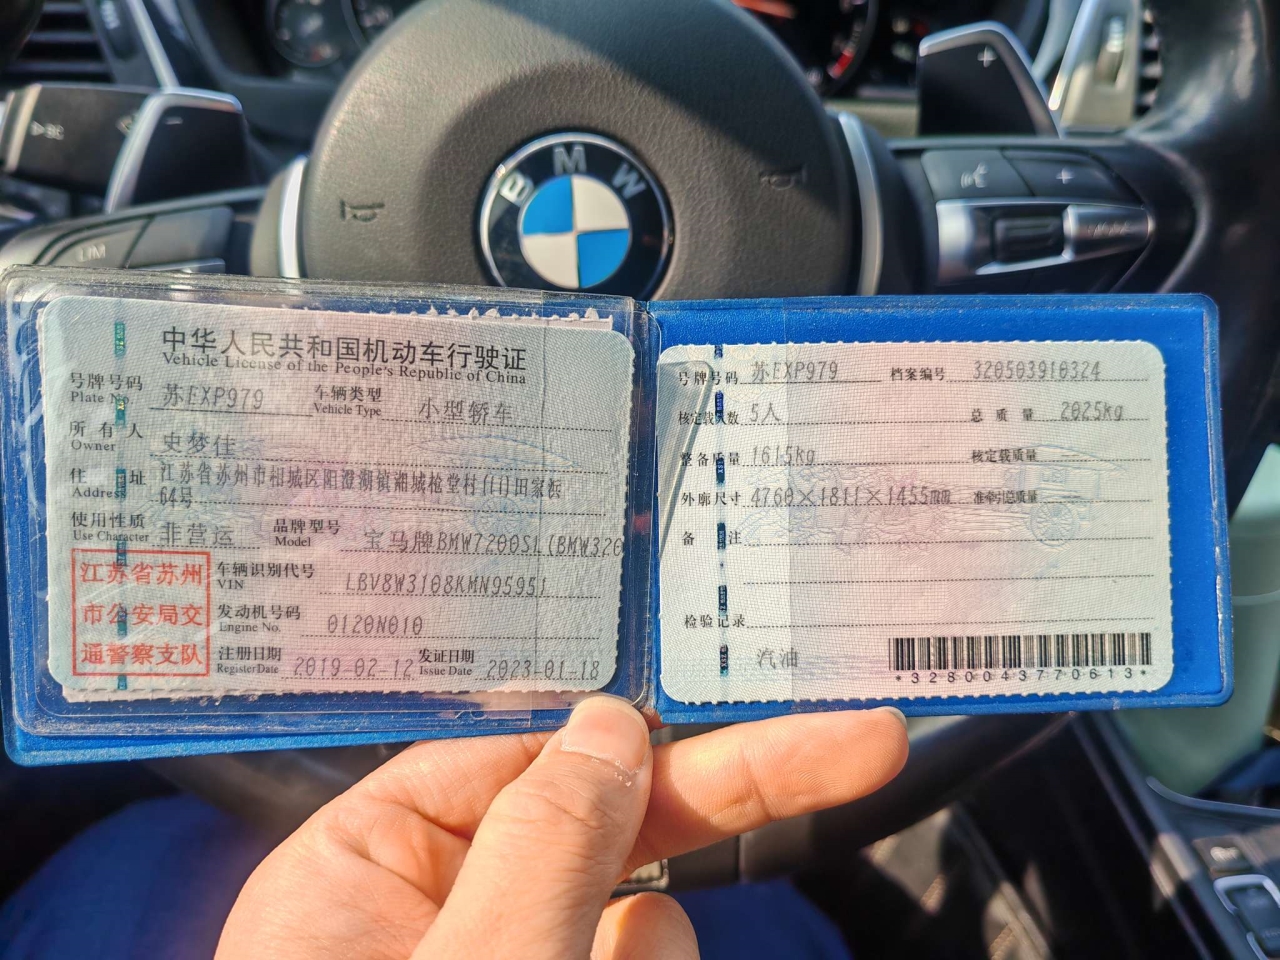 BMW
LIM
中华人民共和国机动车行驶证
Vehicle License of the People's Republic of China
号牌号码 苏EXP979 车辆类型 小型轿车
Plate No. Vehicle Type
所有人 史梦佳
Owner
住址 江苏省苏州市相城区阳澄湖镇湘城枪堂村(11)田家浜
Address 64号
使用性质 非营运 品牌型号 宝马牌BMW7200SL(BMW320
Use Character Model
江苏省苏州
市公安局交
通警察支队
车辆识别代号 LBV8W3108KMN95951
VIN
发动机号码 0120N010
Engine No.
注册日期 2019-02-12 发证日期 2023-01-18
Register Date Issue Date
号牌号码 苏EXP979 档案编号 320503910324
核定载人数 5人 总质量 2025kg
整备质量 1615kg 核定载质量
外廓尺寸 4760×1811×1455mm 准牵引总质量
备注
检验记录
汽油
*3280043770613*